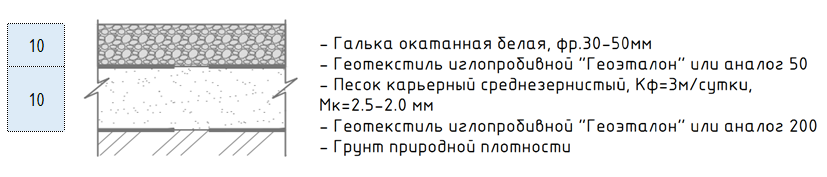 10
10
- Галька окатанная белая, фр.30-50мм
- Геотекстиль иглопробивной "Геоэталон" или аналог 50
- Песок карьерный среднезернистый, Кф=3м/сутки,
Мк=2.5-2.0 мм
- Геотекстиль иглопробивной "Геоэталон" или аналог 200
- Грунт природной плотности